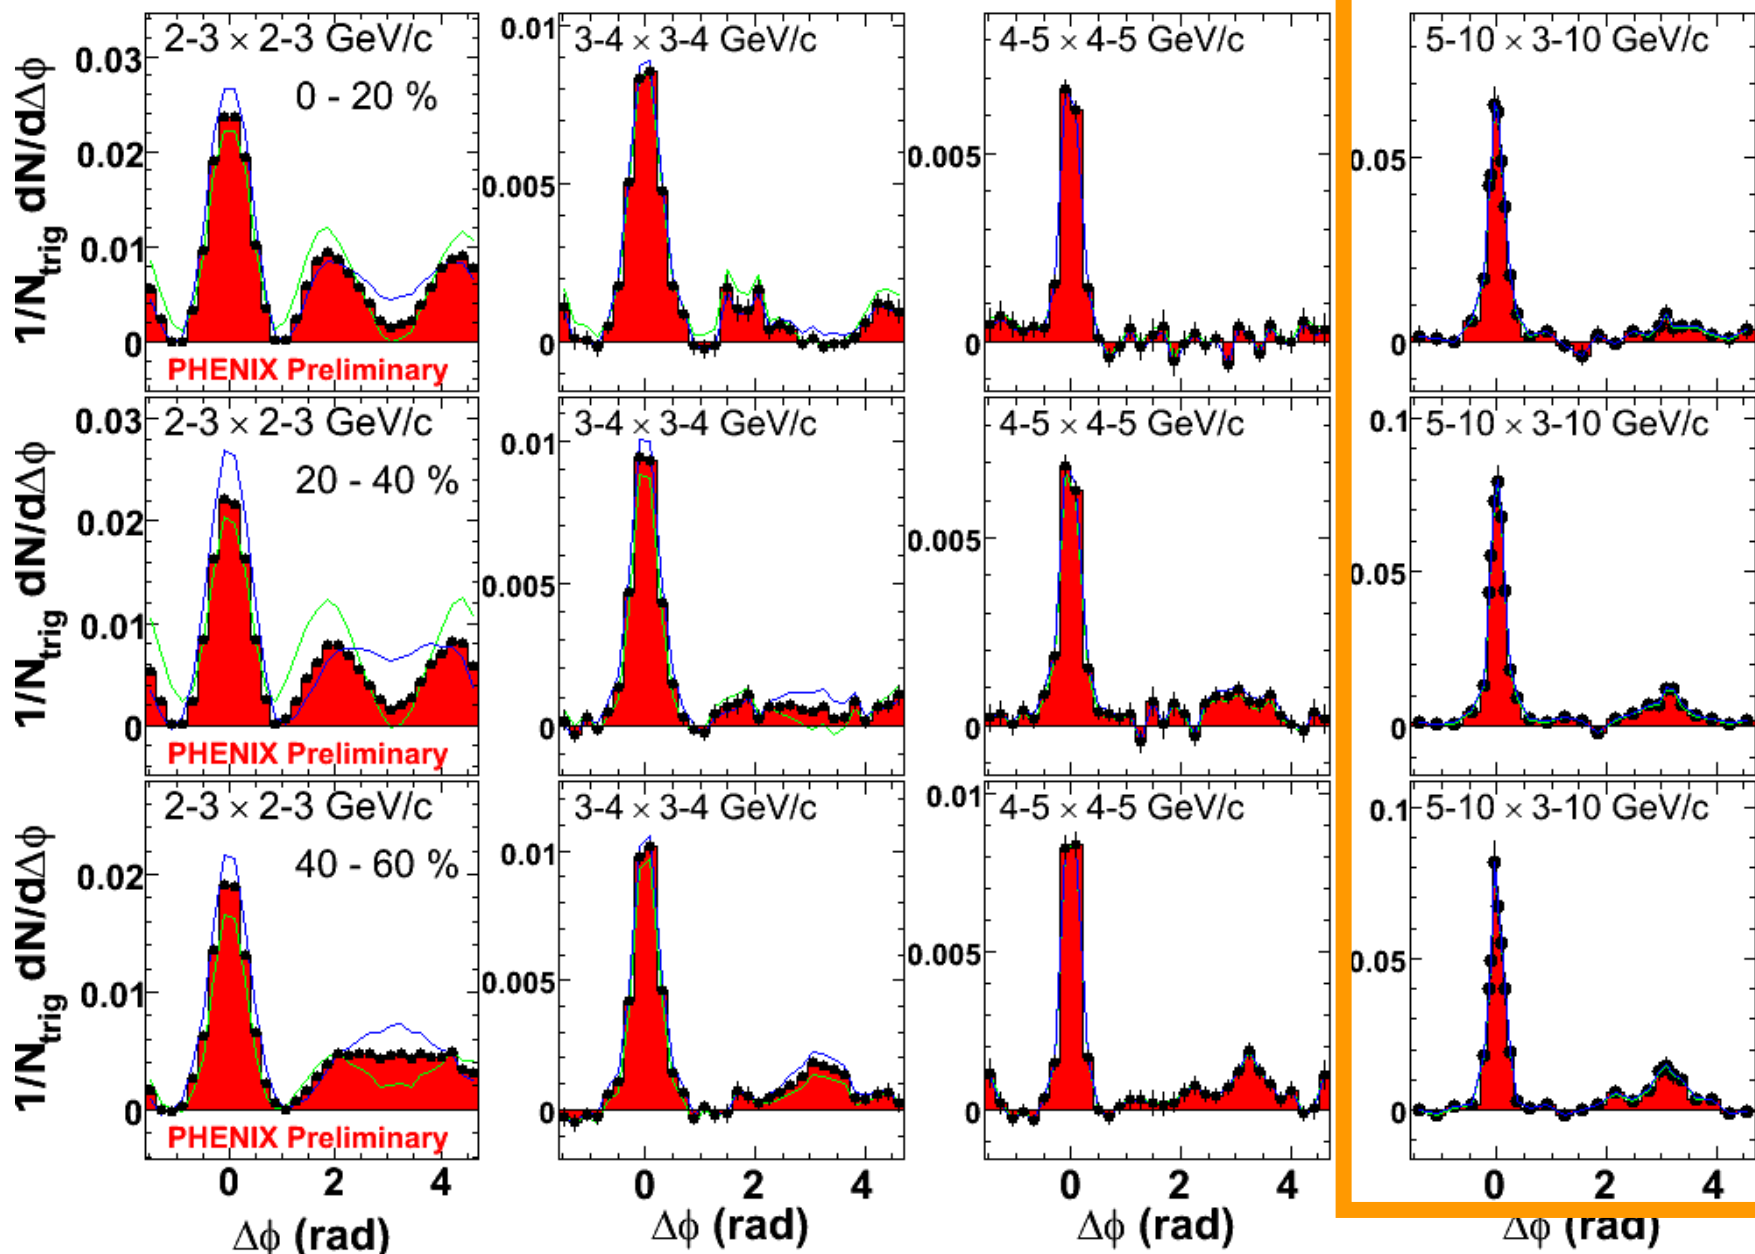 2-3 × 2-3 GeV/c
3-4 × 3-4 GeV/c
4-5 × 4-5 GeV/c
5-10 × 3-10 GeV/c
0 - 20 %
1/N_trig dN/dΔϕ
0.03
0.02
0.01
0
0.01
0.005
0
0.005
0
0.05
0
PHENIX Preliminary
2-3 × 2-3 GeV/c
3-4 × 3-4 GeV/c
4-5 × 4-5 GeV/c
5-10 × 3-10 GeV/c
20 - 40 %
1/N_trig dN/dΔϕ
0.03
0.02
0.01
0
0.01
0.005
0
0.005
0
0.1
0.05
0
PHENIX Preliminary
2-3 × 2-3 GeV/c
3-4 × 3-4 GeV/c
4-5 × 4-5 GeV/c
5-10 × 3-10 GeV/c
40 - 60 %
1/N_trig dN/dΔϕ
0.02
0.01
0
0.01
0.005
0
0.01
0.005
0
0.1
0.05
0
PHENIX Preliminary
0 2 4
0 2 4
0 2 4
0 2 4
Δϕ (rad)
Δϕ (rad)
Δϕ (rad)
Δϕ (rad)